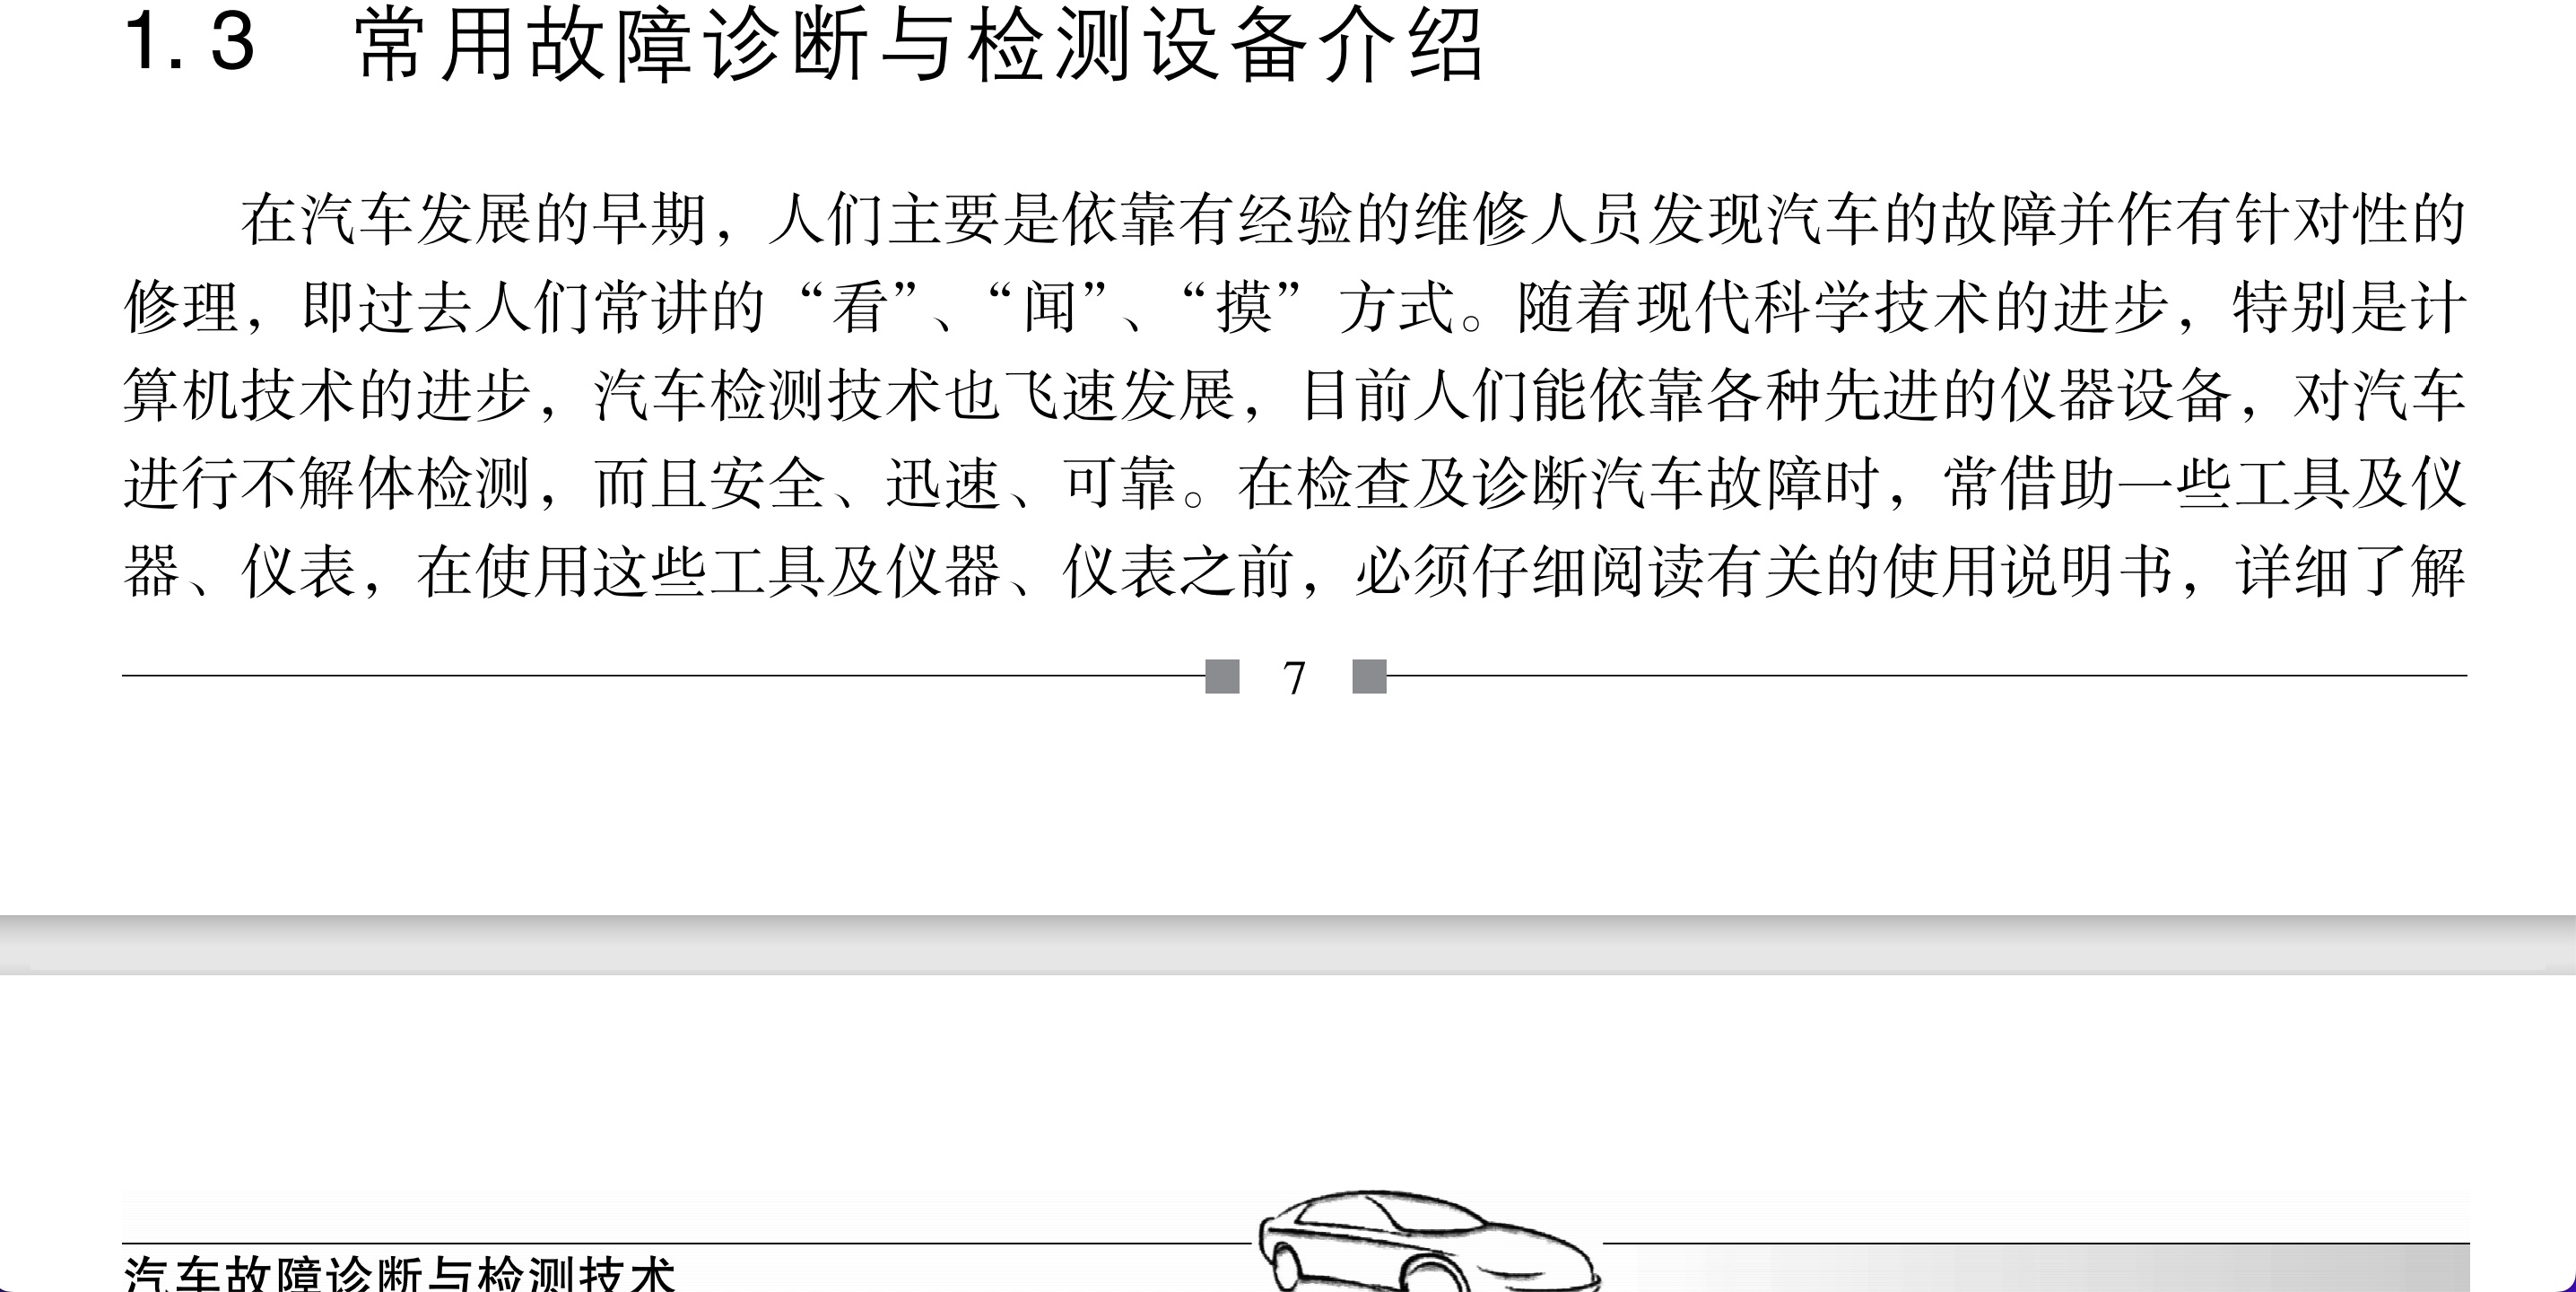 1.3 常用故障诊断与检测设备介绍
在汽车发展的早期，人们主要是依靠有经验的维修人员发现汽车的故障并作有针对性的
修理，即过去人们常讲的“看”、“闻”、“摸”方式。随着现代科学技术的进步，特别是计
算机技术的进步，汽车检测技术也飞速发展，目前人们能依靠各种先进的仪器设备，对汽车
进行不解体检测，而且安全、迅速、可靠。在检查及诊断汽车故障时，常借助一些工具及仪
器、仪表，在使用这些工具及仪器、仪表之前，必须仔细阅读有关的使用说明书，详细了解
7
汽车故障诊断与检测技术